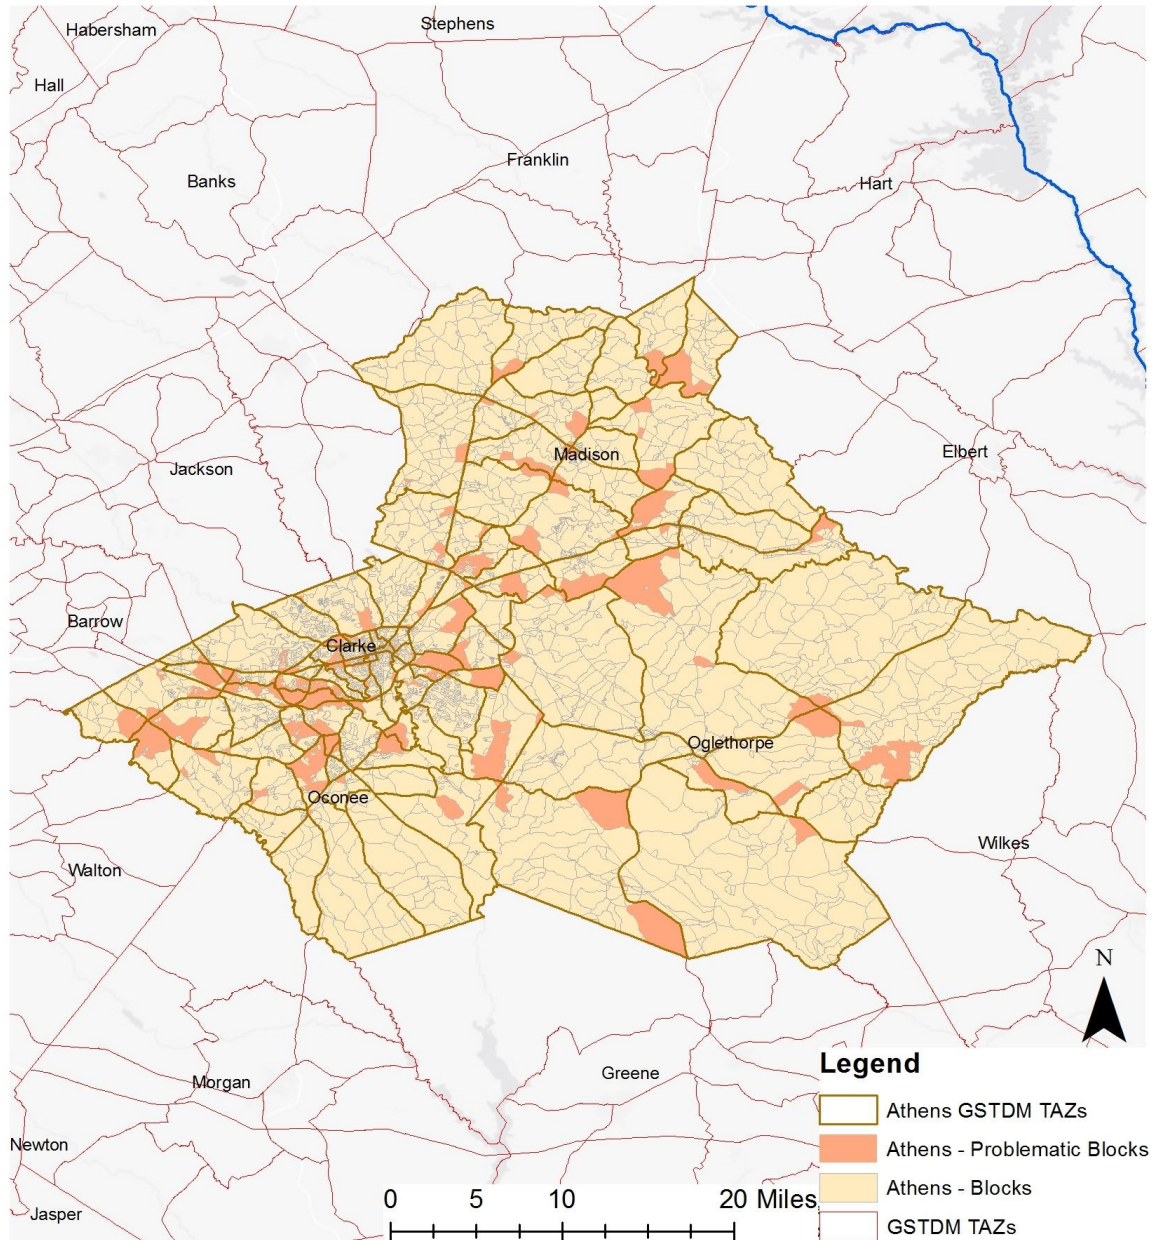 Habersham
Stephens
Hall
Franklin
Banks
Hart
GEORGIA
Madison
Elbert
Jackson
Barrow
Clarke
Oglethorpe
Oconee
Wilkes
Walton
N
Greene
Morgan
Newton
Jasper
Legend
Athens GSTDM TAZs
Athens - Problematic Blocks
Athens - Blocks
GSTDM TAZs
0 5 10 20 Miles